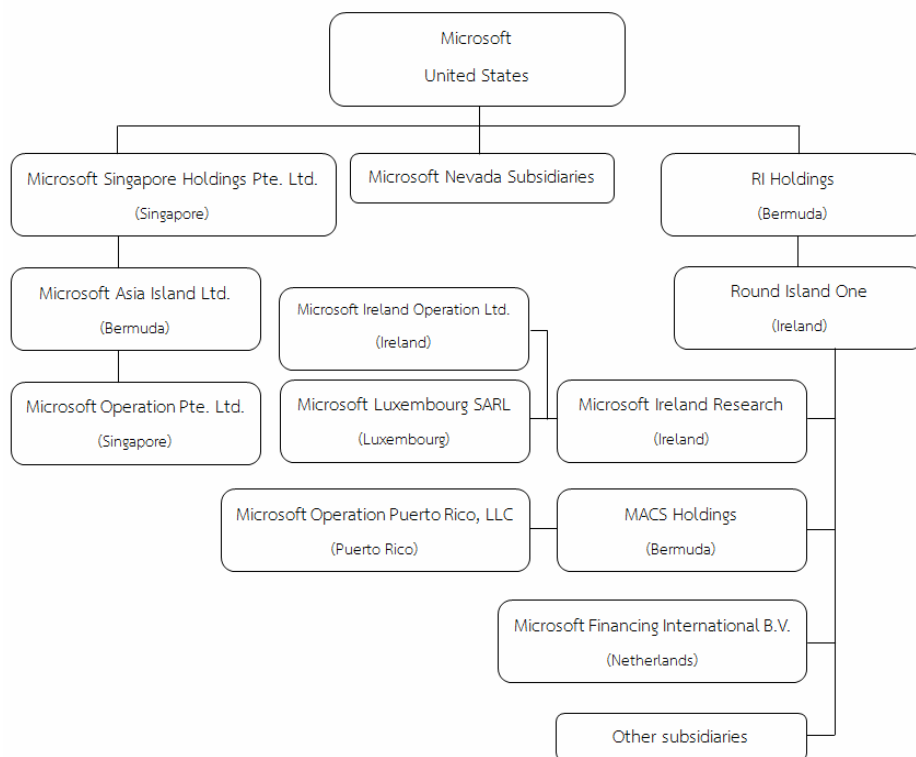 Microsoft
United States
Microsoft Singapore Holdings Pte. Ltd.
(Singapore)
Microsoft Nevada Subsidiaries
RI Holdings
(Bermuda)
Microsoft Asia Island Ltd.
(Bermuda)
Microsoft Ireland Operation Ltd.
(Ireland)
Round Island One
(Ireland)
Microsoft Operation Pte. Ltd.
(Singapore)
Microsoft Luxembourg SARL
(Luxembourg)
Microsoft Ireland Research
(Ireland)
Microsoft Operation Puerto Rico, LLC
(Puerto Rico)
MACS Holdings
(Bermuda)
Microsoft Financing International B.V.
(Netherlands)
Other subsidiaries